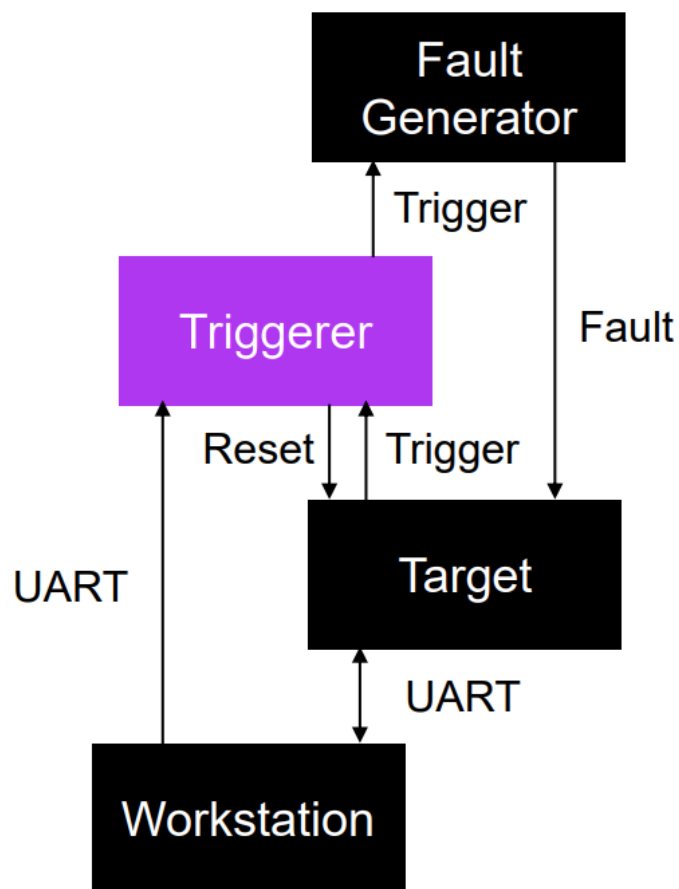 Fault
Generator
Trigger
Triggerer
Fault
Reset
Trigger
Target
UART
UART
Workstation